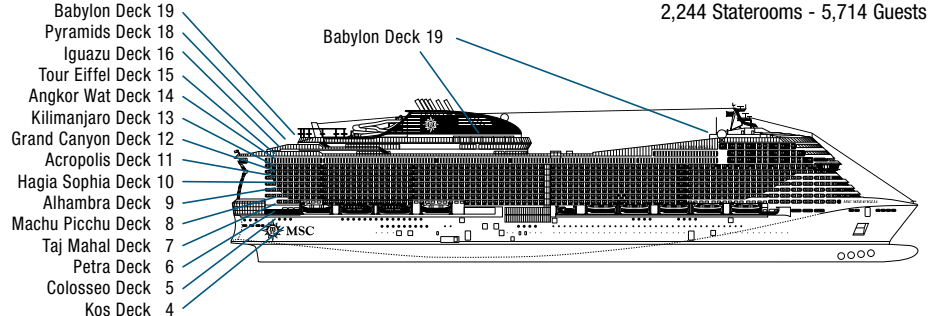 Babylon Deck 19
Pyramids Deck 18
Iguazu Deck 16
Tour Eiffel Deck 15
Angkor Wat Deck 14
Kilimanjaro Deck 13
Grand Canyon Deck 12
Acropolis Deck 11
Hagia Sophia Deck 10
Alhambra Deck 9
Machu Picchu Deck 8
Taj Mahal Deck 7
Petra Deck 6
Colosseo Deck 5
Kos Deck 4
Babylon Deck 19
2,244 Staterooms - 5,714 Guests
MSC